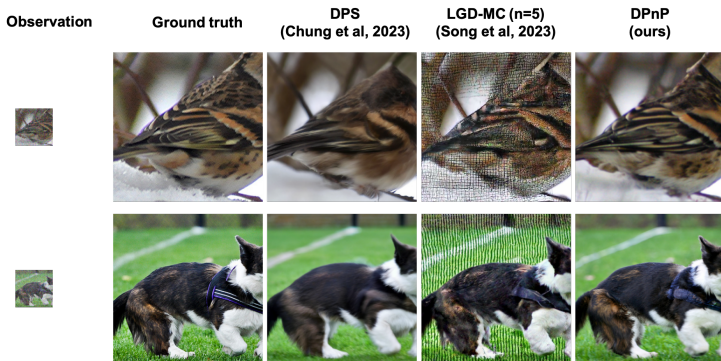 Observation
Ground truth
DPS
(Chung et al, 2023)
LGD-MC (n=5)
(Song et al, 2023)
DPnP
(ours)